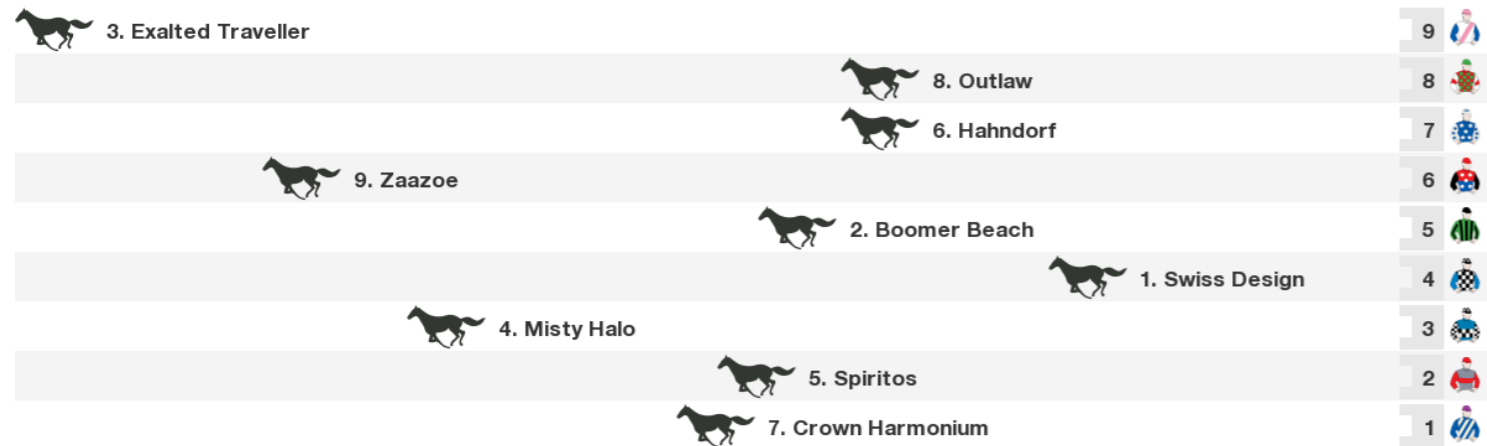 3. Exalted Traveller 9
8. Outlaw 8
6. Hahndorf 7
9. Zaazoe 6
2. Boomer Beach 5
1. Swiss Design 4
4. Misty Halo 3
5. Spiritos 2
7. Crown Harmonium 1